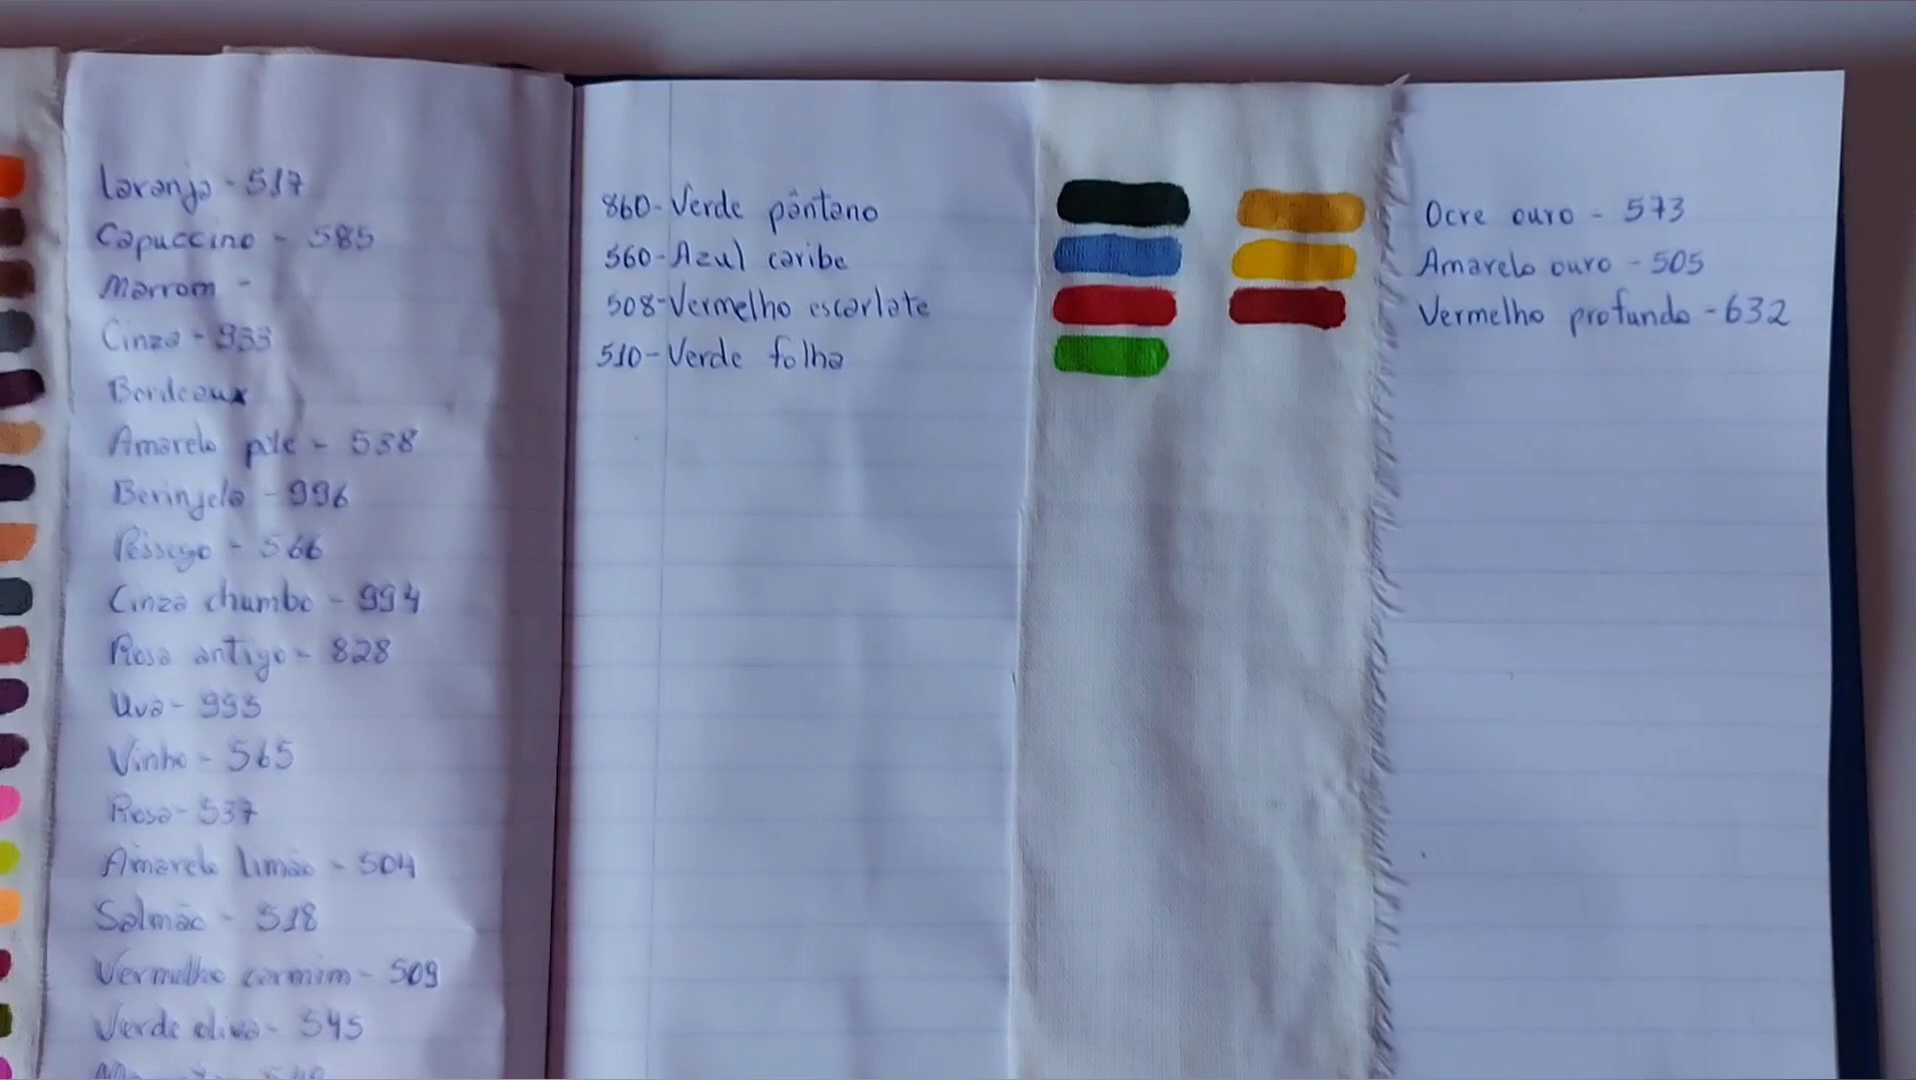 Laranja - 517
Capuccino - 585
Marrom -
Cinza - 933
Bordeaux
Amarelo pele - 538
Berinjela - 996
Pêssego - 566
Cinza chumbo - 994
Rosa antigo - 828
Uva - 995
Vinho - 565
Rosa - 537
Amarelo limão - 504
Salmão - 518
Vermelho carmim - 509
Verde oliva - 545
860-Verde pântano
560-Azul caribe
508-Vermelho escarlate
510-Verde folha
Ocre ouro - 573
Amarelo ouro - 505
Vermelho profundo - 632